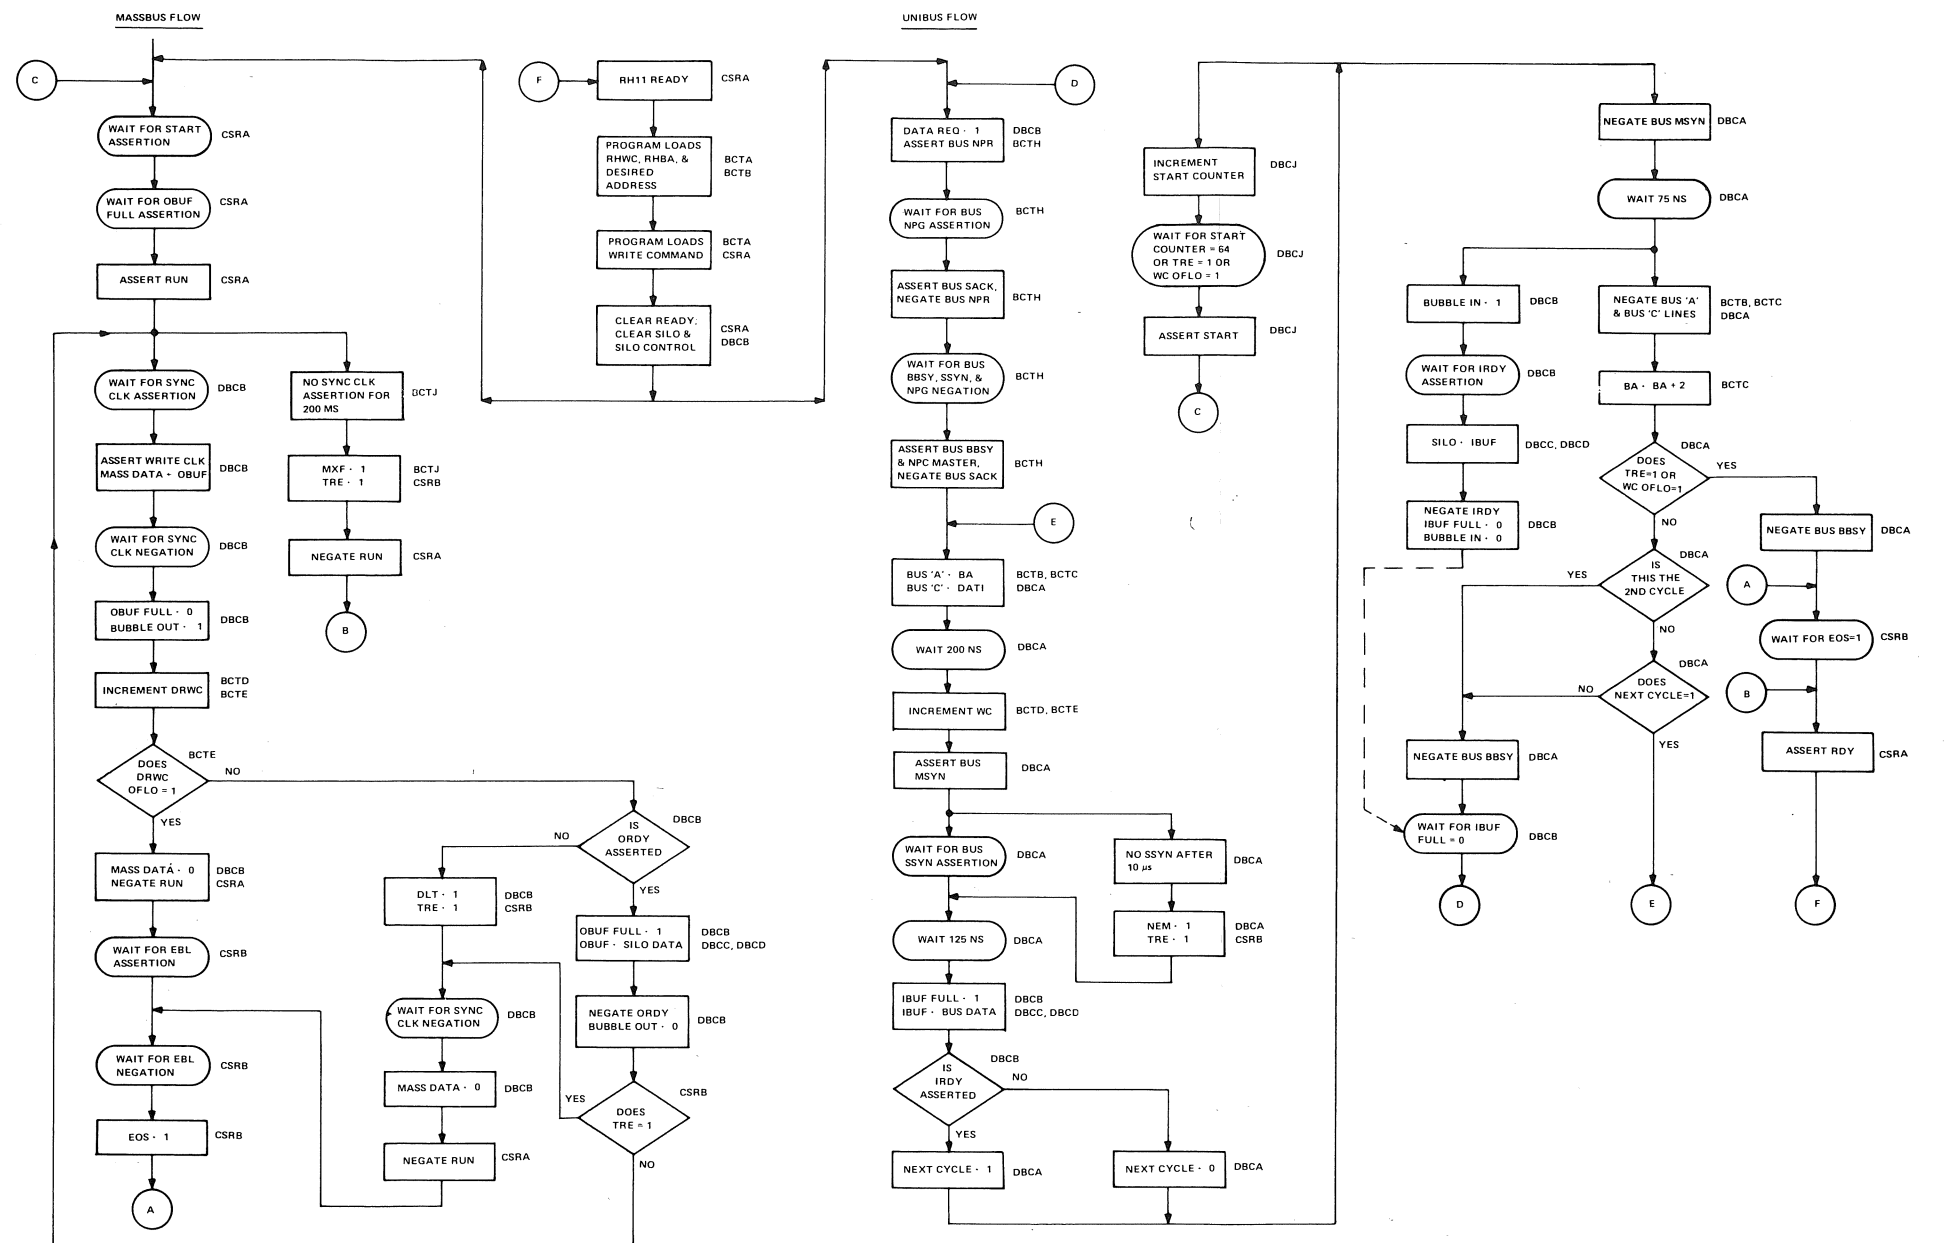 MASSBUS FLOW
C
WAIT FOR START
ASSERTION
CSRA
WAIT FOR OBUF
FULL ASSERTION
CSRA
ASSERT RUN
CSRA
WAIT FOR SYNC
CLK ASSERTION
DBCB
ASSERT WRITE CLK
MASS DATA ← OBUF
DBCB
WAIT FOR SYNC
CLK NEGATION
DBCB
OBUF FULL · 0
BUBBLE OUT · 1
DBCB
INCREMENT DRWC
BCTD
BCTE
DOES
DRWC
OFLO = 1
BCTE
NO
YES
MASS DATA · 0
NEGATE RUN
DBCB
CSRA
WAIT FOR EBL
ASSERTION
CSRB
WAIT FOR EBL
NEGATION
CSRB
EOS · 1
CSRB
A
NO SYNC CLK
ASSERTION FOR
200 MS
BCTJ
MXF · 1
TRE · 1
BCTJ
CSRB
NEGATE RUN
CSRA
B
IS
ORDY
ASSERTED
DBCB
NO
YES
DLT · 1
TRE · 1
DBCB
CSRB
OBUF FULL · 1
OBUF · SILO DATA
DBCB
DBCC, DBCD
WAIT FOR SYNC
CLK NEGATION
DBCB
NEGATE ORDY
BUBBLE OUT · 0
DBCB
MASS DATA · 0
DBCB
DOES
TRE = 1
CSRB
YES
NO
NEGATE RUN
CSRA
F
RH11 READY
CSRA
PROGRAM LOADS
RHWC, RHBA, &
DESIRED
ADDRESS
BCTA
BCTB
PROGRAM LOADS
WRITE COMMAND
BCTA
CSRA
CLEAR READY;
CLEAR SILO &
SILO CONTROL
CSRA
DBCB
UNIBUS FLOW
D
DATA REQ · 1
ASSERT BUS NPR
DBCB
BCTH
WAIT FOR BUS
NPG ASSERTION
BCTH
ASSERT BUS SACK,
NEGATE BUS NPR
BCTH
WAIT FOR BUS
BBSY, SSYN, &
NPG NEGATION
BCTH
ASSERT BUS BBSY
& NPC MASTER,
NEGATE BUS SACK
BCTH
E
BUS 'A' · BA
BUS 'C' · DATI
BCTB, BCTC
DBCA
WAIT 200 NS
DBCA
INCREMENT WC
BCTD, BCTE
ASSERT BUS
MSYN
DBCA
WAIT FOR BUS
SSYN ASSERTION
DBCA
NO SSYN AFTER
10 µs
DBCA
WAIT 125 NS
DBCA
NEM · 1
TRE · 1
DBCA
CSRB
IBUF FULL · 1
IBUF · BUS DATA
DBCB
DBCC, DBCD
IS
IRDY
ASSERTED
DBCB
NO
YES
NEXT CYCLE · 1
DBCA
NEXT CYCLE · 0
DBCA
INCREMENT
START COUNTER
DBCJ
WAIT FOR START
COUNTER = 64
OR TRE = 1 OR
WC OFLO = 1
DBCJ
ASSERT START
DBCJ
C
NEGATE BUS MSYN
DBCA
WAIT 75 NS
DBCA
BUBBLE IN · 1
DBCB
WAIT FOR IRDY
ASSERTION
DBCB
SILO · IBUF
DBCC, DBCD
NEGATE IRDY
IBUF FULL · 0
BUBBLE IN · 0
DBCB
NEGATE BUS 'A'
& BUS 'C' LINES
BCTB, BCTC
DBCA
BA · BA + 2
BCTC
DOES
TRE=1 OR
WC OFLO=1
DBCA
YES
NO
IS
THIS THE
2ND CYCLE
DBCA
YES
NO
DOES
NEXT CYCLE=1
DBCA
NO
YES
NEGATE BUS BBSY
DBCA
WAIT FOR IBUF
FULL = 0
DBCB
D
E
NEGATE BUS BBSY
DBCA
A
WAIT FOR EOS=1
CSRB
B
ASSERT RDY
CSRA
F